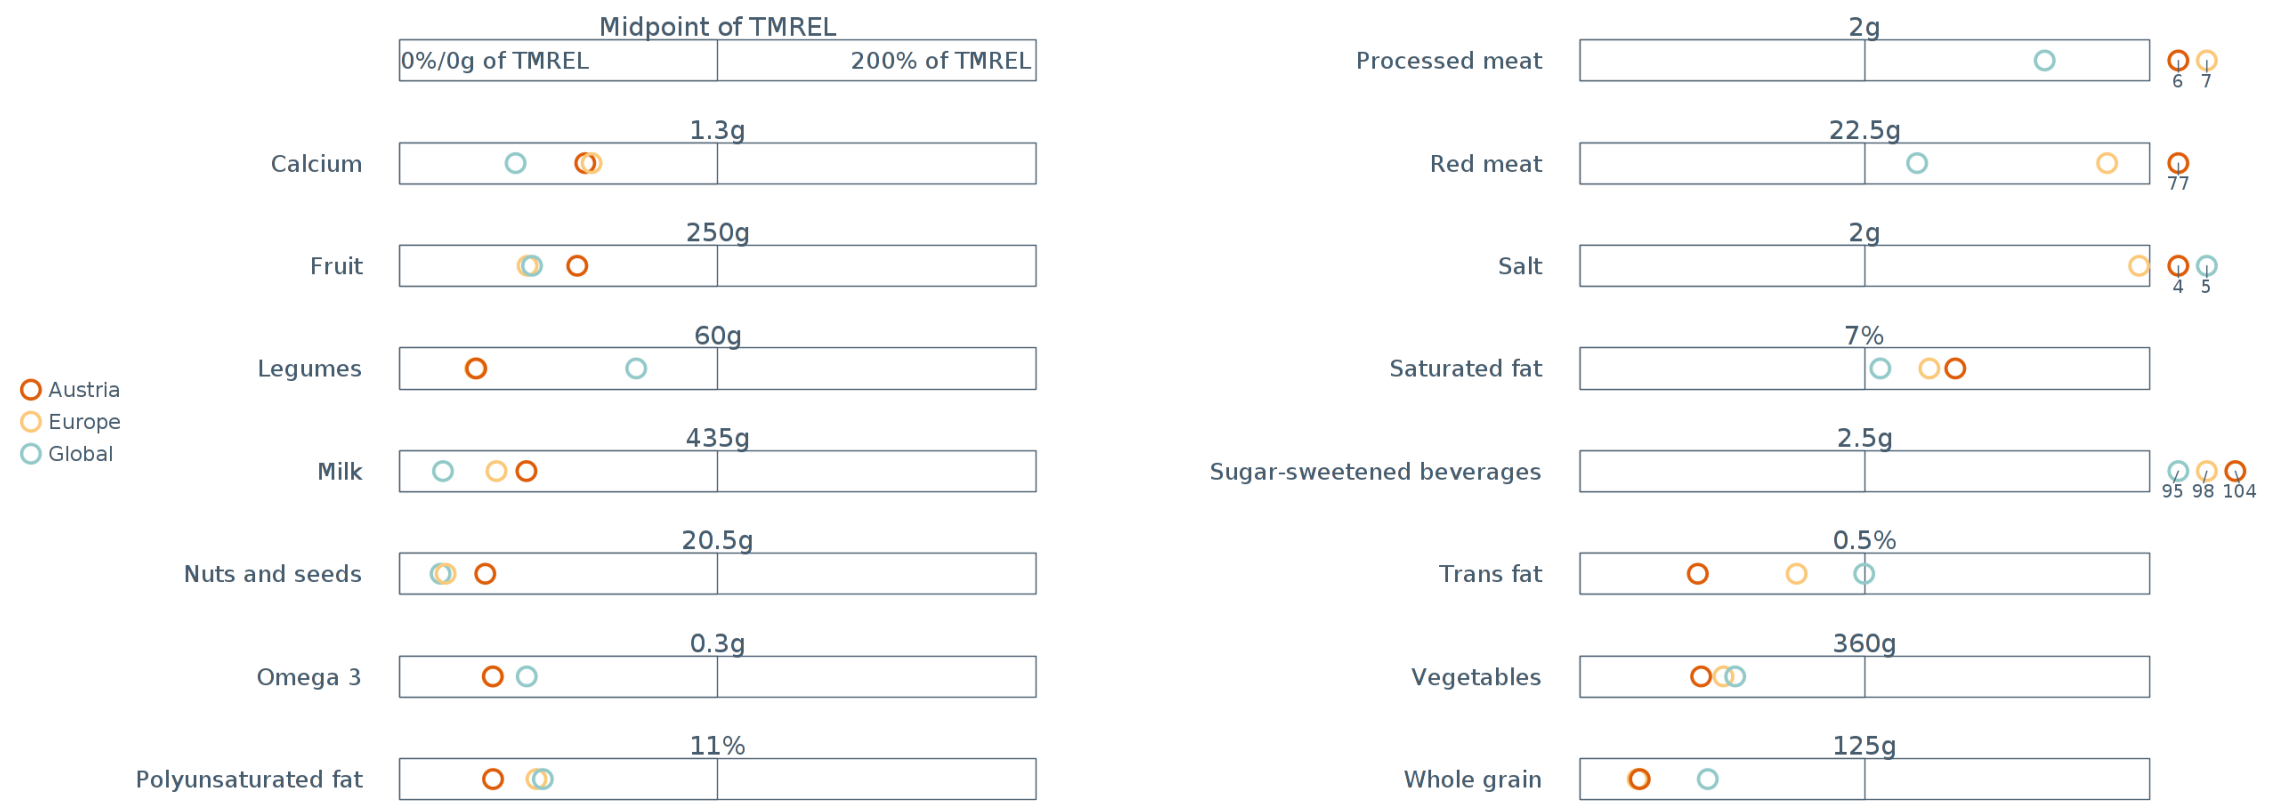 Midpoint of TMREL
0%/0g of TMREL 200% of TMREL
1.3g
Calcium
250g
Fruit
60g
Legumes
435g
Milk
20.5g
Nuts and seeds
0.3g
Omega 3
11%
Polyunsaturated fat
Austria
Europe
Global
2g
Processed meat
6 7
22.5g
Red meat
77
2g
Salt
4 5
7%
Saturated fat
2.5g
Sugar-sweetened beverages
95 98 104
0.5%
Trans fat
360g
Vegetables
125g
Whole grain